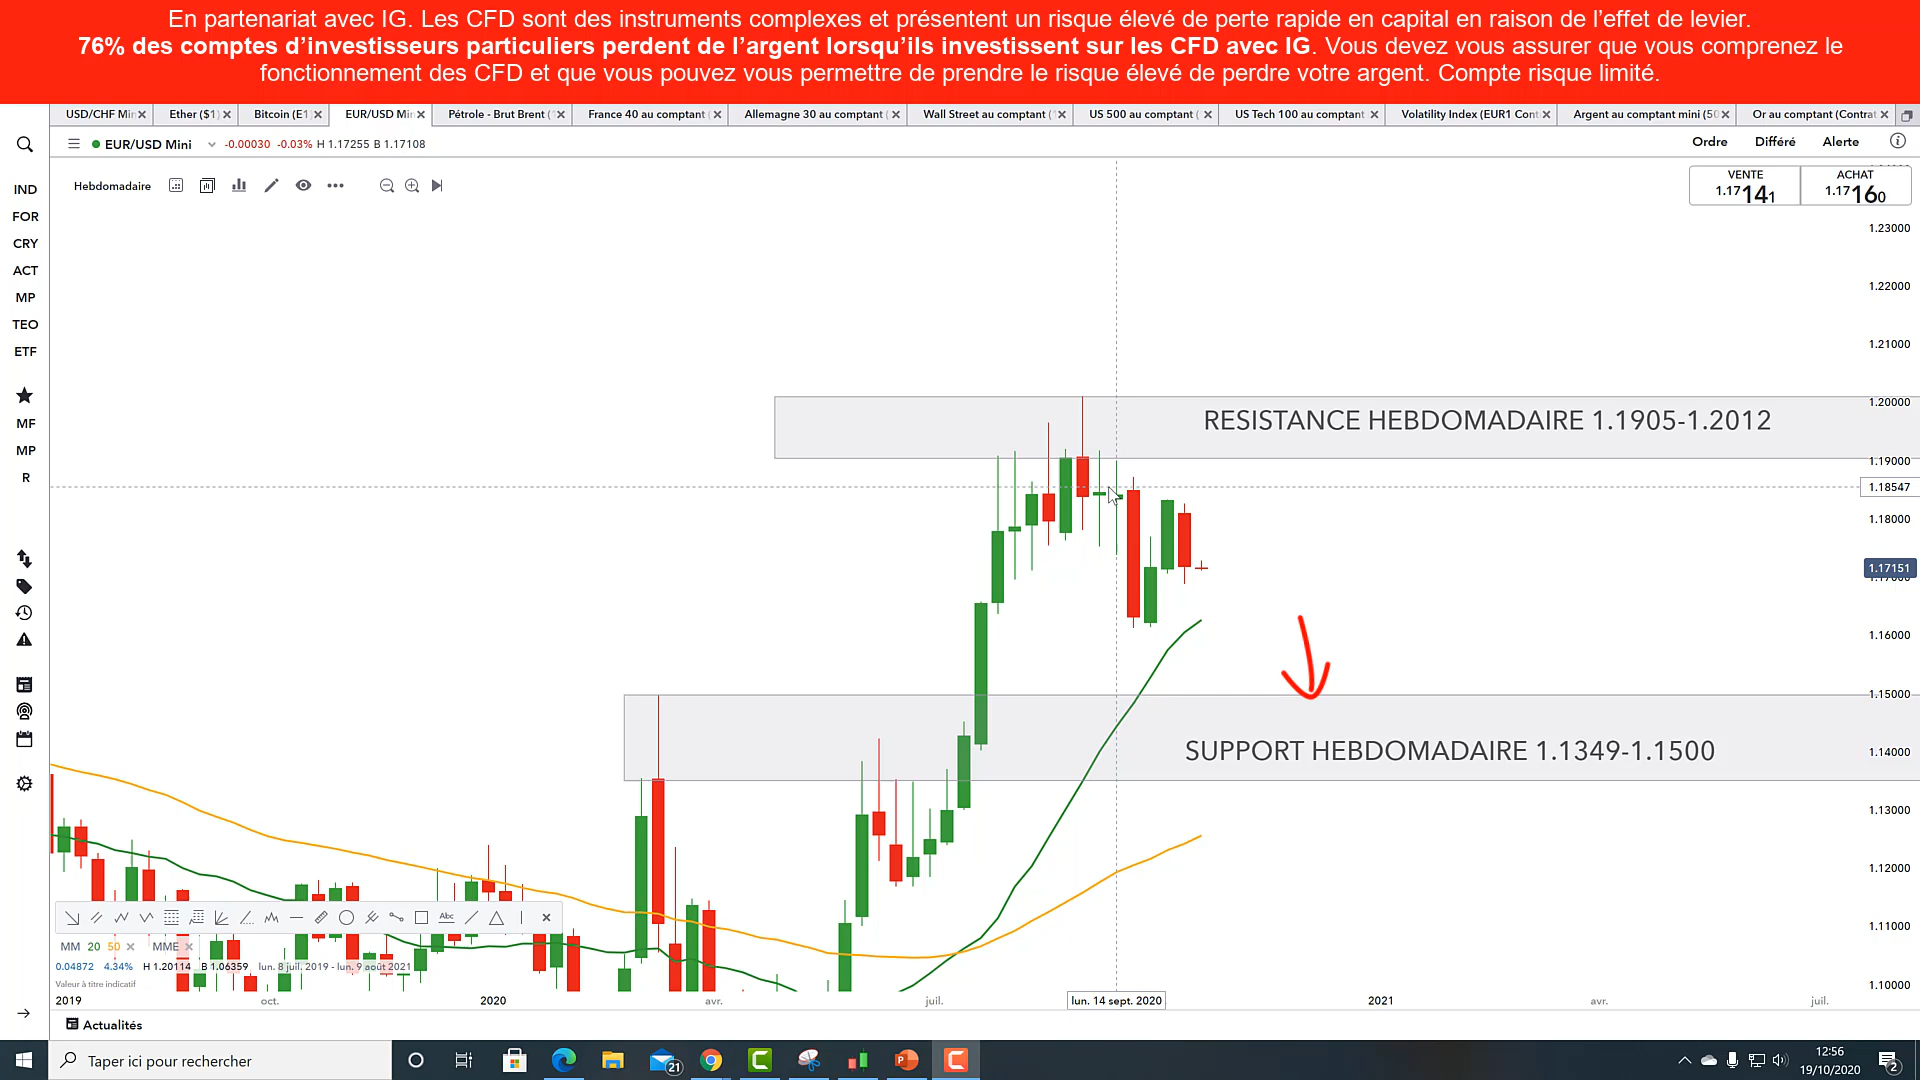 En partenariat avec IG. Les CFD sont des instruments complexes et présentent un risque élevé de perte rapide en capital en raison de l’effet de levier.
76% des comptes d’investisseurs particuliers perdent de l’argent lorsqu’ils investissent sur les CFD avec IG. Vous devez vous assurer que vous comprenez le
fonctionnement des CFD et que vous pouvez vous permettre de prendre le risque élevé de perdre votre argent. Compte risque limité.
USD/CHF Min Ether ($1) Bitcoin (E1) EUR/USD Mi Pétrole - Brut Brent ( France 40 au comptant ( Allemagne 30 au comptant ( Wall Street au comptant ( US 500 au comptant ( US Tech 100 au comptant Volatility Index (EUR1 Cont Argent au comptant mini (50 Or au comptant (Contrat
EUR/USD Mini -0.00030 -0.03% H 1.17255 B 1.17108
Ordre Différé Alerte
Hebdomadaire
VENTE ACHAT
1.17141 1.17160
IND
FOR
CRY
ACT
MP
TEO
ETF
MF
MP
R
1.23000
1.22000
1.21000
1.20000
RESISTANCE HEBDOMADAIRE 1.1905-1.2012
1.19000
1.18547
1.18000
1.17151
1.17000
1.16000
1.15000
SUPPORT HEBDOMADAIRE 1.1349-1.1500
1.14000
1.13000
1.12000
1.11000
1.10000
Abc
MM 20 50 MME
0.04872 4.34% H 1.20114 B 1.06359 lun. 8 juil. 2019 - lun. 9 août 2021
Valeur à titre indicatif
2019 oct. 2020 avr. juil. lun. 14 sept. 2020 2021 avr. juil.
Actualités
Taper ici pour rechercher
21
12:56
19/10/2020
2